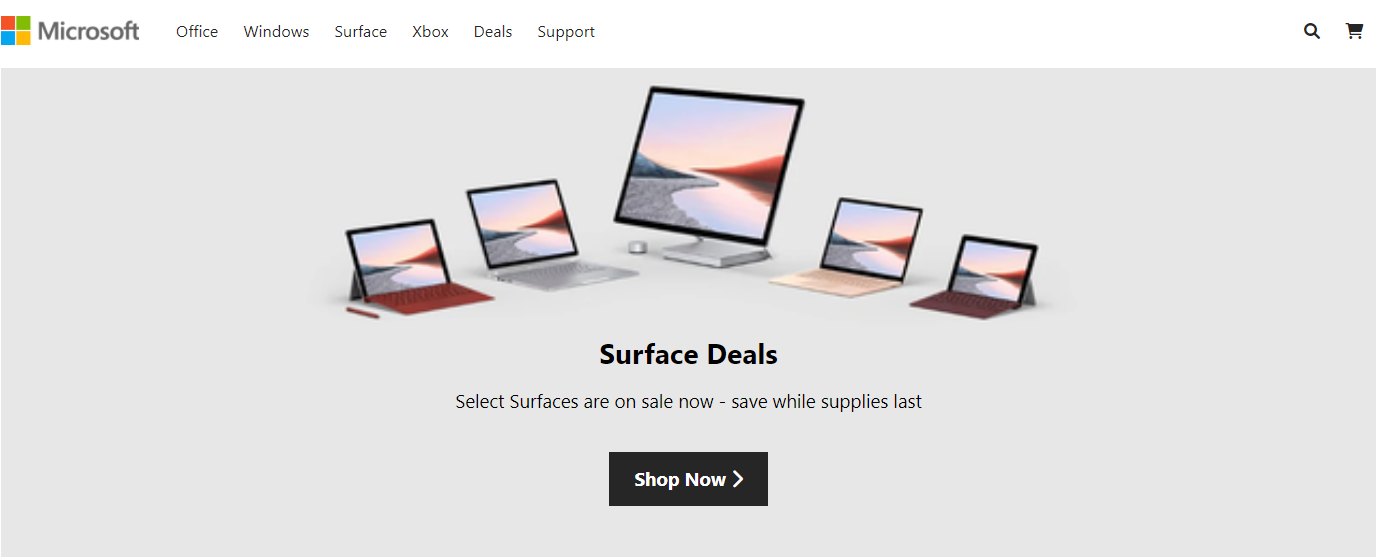 Microsoft Office Windows Surface Xbox Deals Support
Surface Deals
Select Surfaces are on sale now - save while supplies last
Shop Now